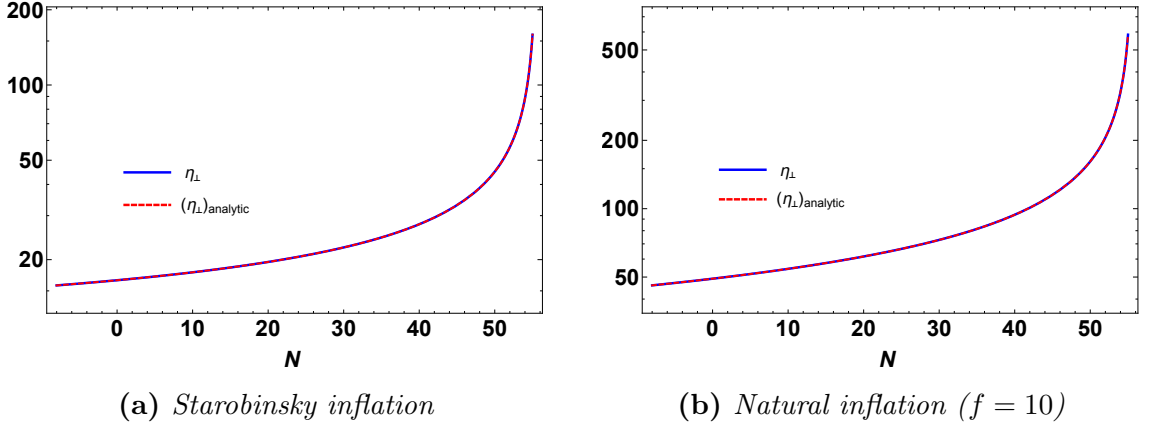 200
100
50
20
η⊥
(η⊥)analytic
0 10 20 30 40 50
N
(a) Starobinsky inflation
500
200
100
50
η⊥
(η⊥)analytic
0 10 20 30 40 50
N
(b) Natural inflation (f = 10)